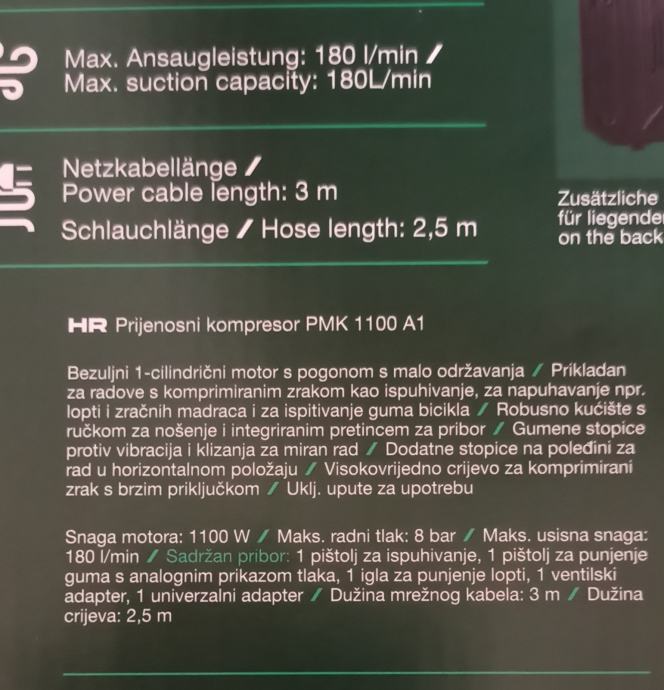 Max. Ansaugleistung: 180 l/min /
Max. suction capacity: 180L/min
Netzkabellänge /
Power cable length: 3 m
Schlauchlänge / Hose length: 2,5 m
Zusätzliche
für liegende
on the back
HR Prijenosni kompresor PMK 1100 A1
Bezuljni 1-cilindrični motor s pogonom s malo održavanja / Prikladan
za radove s komprimiranim zrakom kao ispuhivanje, za napuhavanje npr.
lopti i zračnih madraca i za ispitivanje guma bicikla / Robusno kućište s
ručkom za nošenje i integriranim pretincem za pribor / Gumene stopice
protiv vibracija i klizanja za miran rad / Dodatne stopice na poleđini za
rad u horizontalnom položaju / Visokovrijedno crijevo za komprimirani
zrak s brzim priključkom / Uklj. upute za upotrebu
Snaga motora: 1100 W / Maks. radni tlak: 8 bar / Maks. usisna snaga:
180 l/min / Sadržan pribor: 1 pištolj za ispuhivanje, 1 pištolj za punjenje
guma s analognim prikazom tlaka, 1 igla za punjenje lopti, 1 ventilski
adapter, 1 univerzalni adapter / Dužina mrežnog kabela: 3 m / Dužina
crijeva: 2,5 m